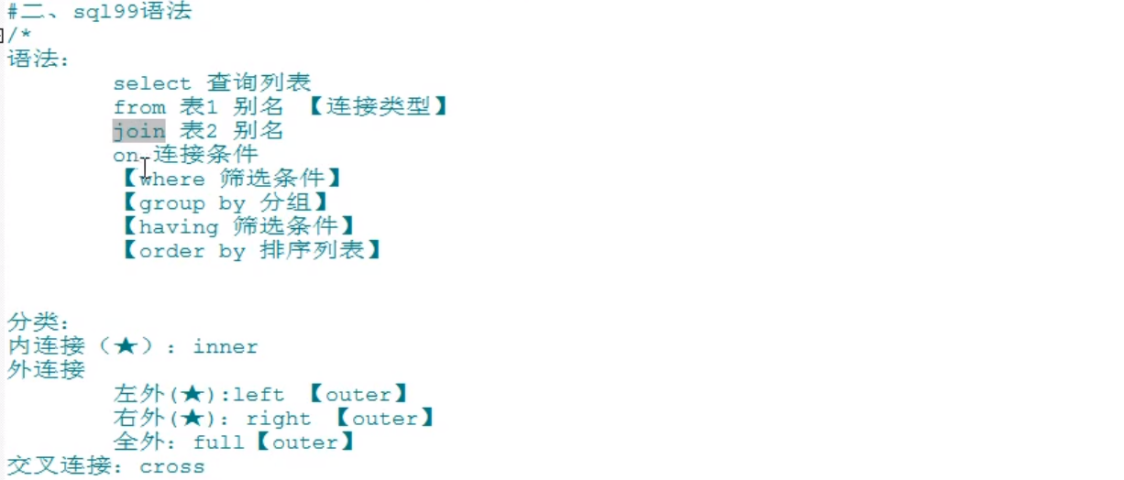 #二、sql99语法
/*
语法:
select 查询列表
from 表1 别名 【连接类型】
join 表2 别名
on 连接条件
【where 筛选条件】
【group by 分组】
【having 筛选条件】
【order by 排序列表】
分类:
内连接（★）: inner
外连接
左外(★):left 【outer】
右外(★): right 【outer】
全外: full【outer】
交叉连接: cross